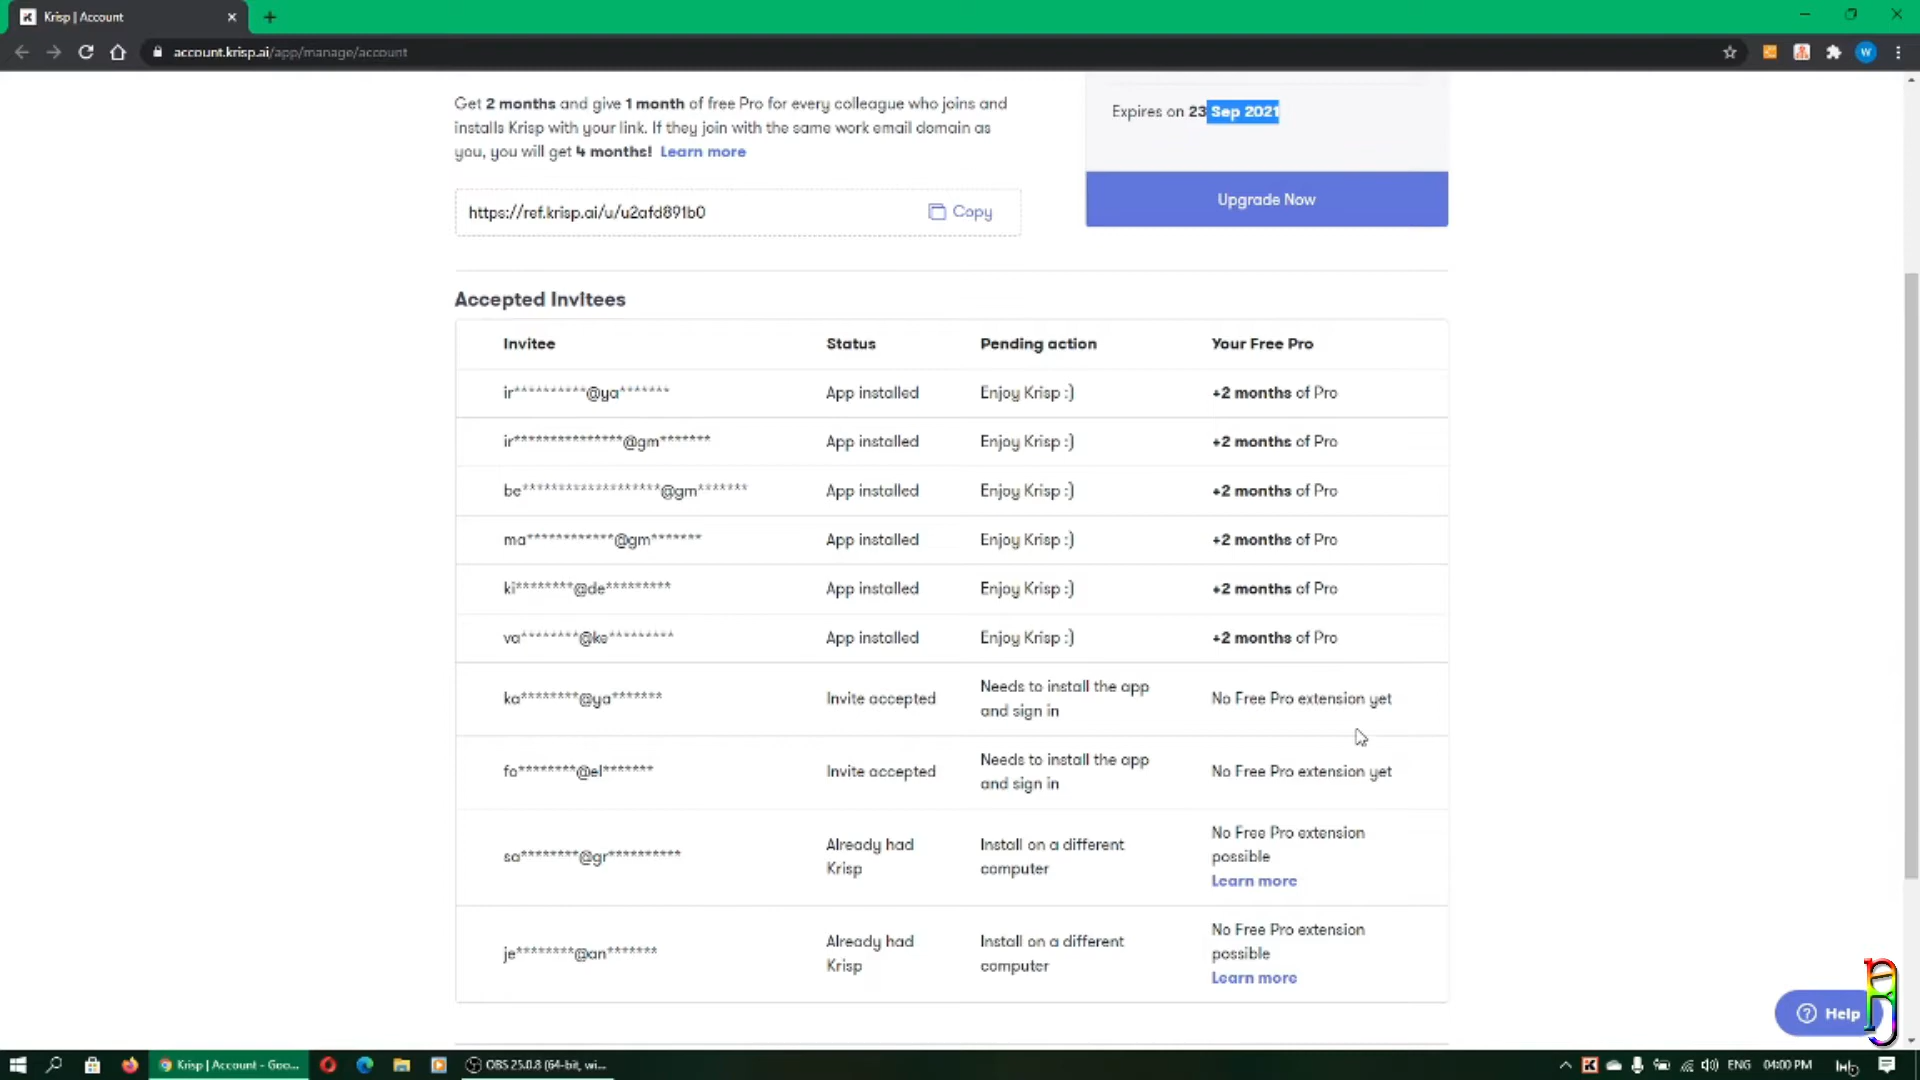 Krisp | Account
account.krisp.ai/app/manage/account
W
Get 2 months and give 1 month of free Pro for every colleague who joins and
installs Krisp with your link. If they join with the same work email domain as
you, you will get 4 months! Learn more
https://ref.krisp.ai/u/u2afd891b0
Copy
Expires on 23 Sep 2021
Upgrade Now
Accepted Invitees
Invitee Status Pending action Your Free Pro
ir**********@ya******* App installed Enjoy Krisp :) +2 months of Pro
ir***************@gm******* App installed Enjoy Krisp :) +2 months of Pro
be*******************@gm******* App installed Enjoy Krisp :) +2 months of Pro
ma************@gm******* App installed Enjoy Krisp :) +2 months of Pro
ki********@de********* App installed Enjoy Krisp :) +2 months of Pro
va********@ke********* App installed Enjoy Krisp :) +2 months of Pro
ka********@ya******* Invite accepted Needs to install the app
and sign in
No Free Pro extension yet
fo********@el******* Invite accepted Needs to install the app
and sign in
No Free Pro extension yet
sa********@gr**********
Already had
Krisp
Install on a different
computer
No Free Pro extension
possible
Learn more
je********@an*******
Already had
Krisp
Install on a different
computer
No Free Pro extension
possible
Learn more
Help
Krisp | Account - Goo...
OBS 25.0.8 (64-bit, wi...
ENG
04:00 PM